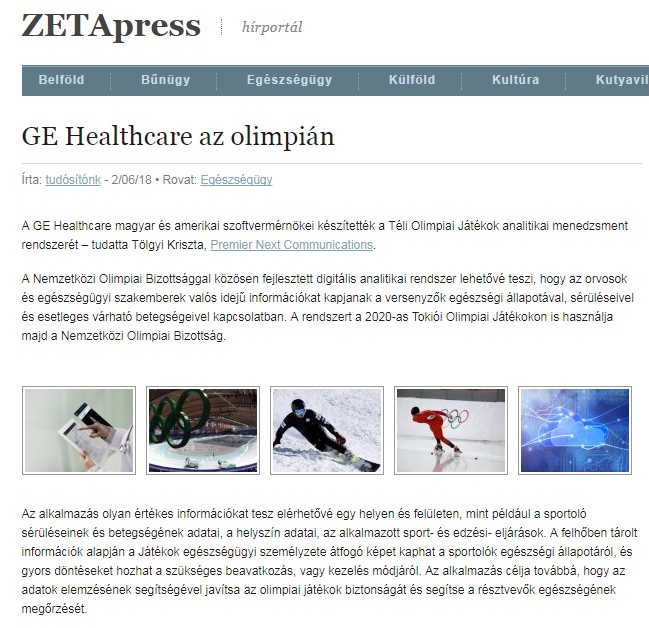 ZETApress
hírportál
Belföld Bűnügy Egészségügy Külföld Kultúra Kutyavil
GE Healthcare az olimpián
Írta: tudósítónk - 2/06/18 • Rovat: Egészségügy
A GE Healthcare magyar és amerikai szoftvermérnökei készítették a Téli Olimpiai Játékok analitikai menedzsment
rendszerét – tudatta Tölgyi Kriszta, Premier Next Communications.
A Nemzetközi Olimpiai Bizottsággal közösen fejlesztett digitális analitikai rendszer lehetővé teszi, hogy az orvosok
és egészségügyi szakemberek valós idejű információkat kapjanak a versenyzők egészségi állapotával, sérüléseivel
és esetleges várható betegségeivel kapcsolatban. A rendszert a 2020-as Tokiói Olimpiai Játékokon is használja
majd a Nemzetközi Olimpiai Bizottság.
Az alkalmazás olyan értékes információkat tesz elérhetővé egy helyen és felületen, mint például a sportoló
sérüléseinek és betegségének adatai, a helyszín adatai, az alkalmazott sport- és edzési- eljárások. A felhőben tárolt
információk alapján a Játékok egészségügyi személyzete átfogó képet kaphat a sportolók egészségi állapotáról, és
gyors döntéseket hozhat a szükséges beavatkozás, vagy kezelés módjáról. Az alkalmazás célja továbbá, hogy az
adatok elemzésének segítségével javítsa az olimpiai játékok biztonságát és segítse a résztvevők egészségének
megőrzését.